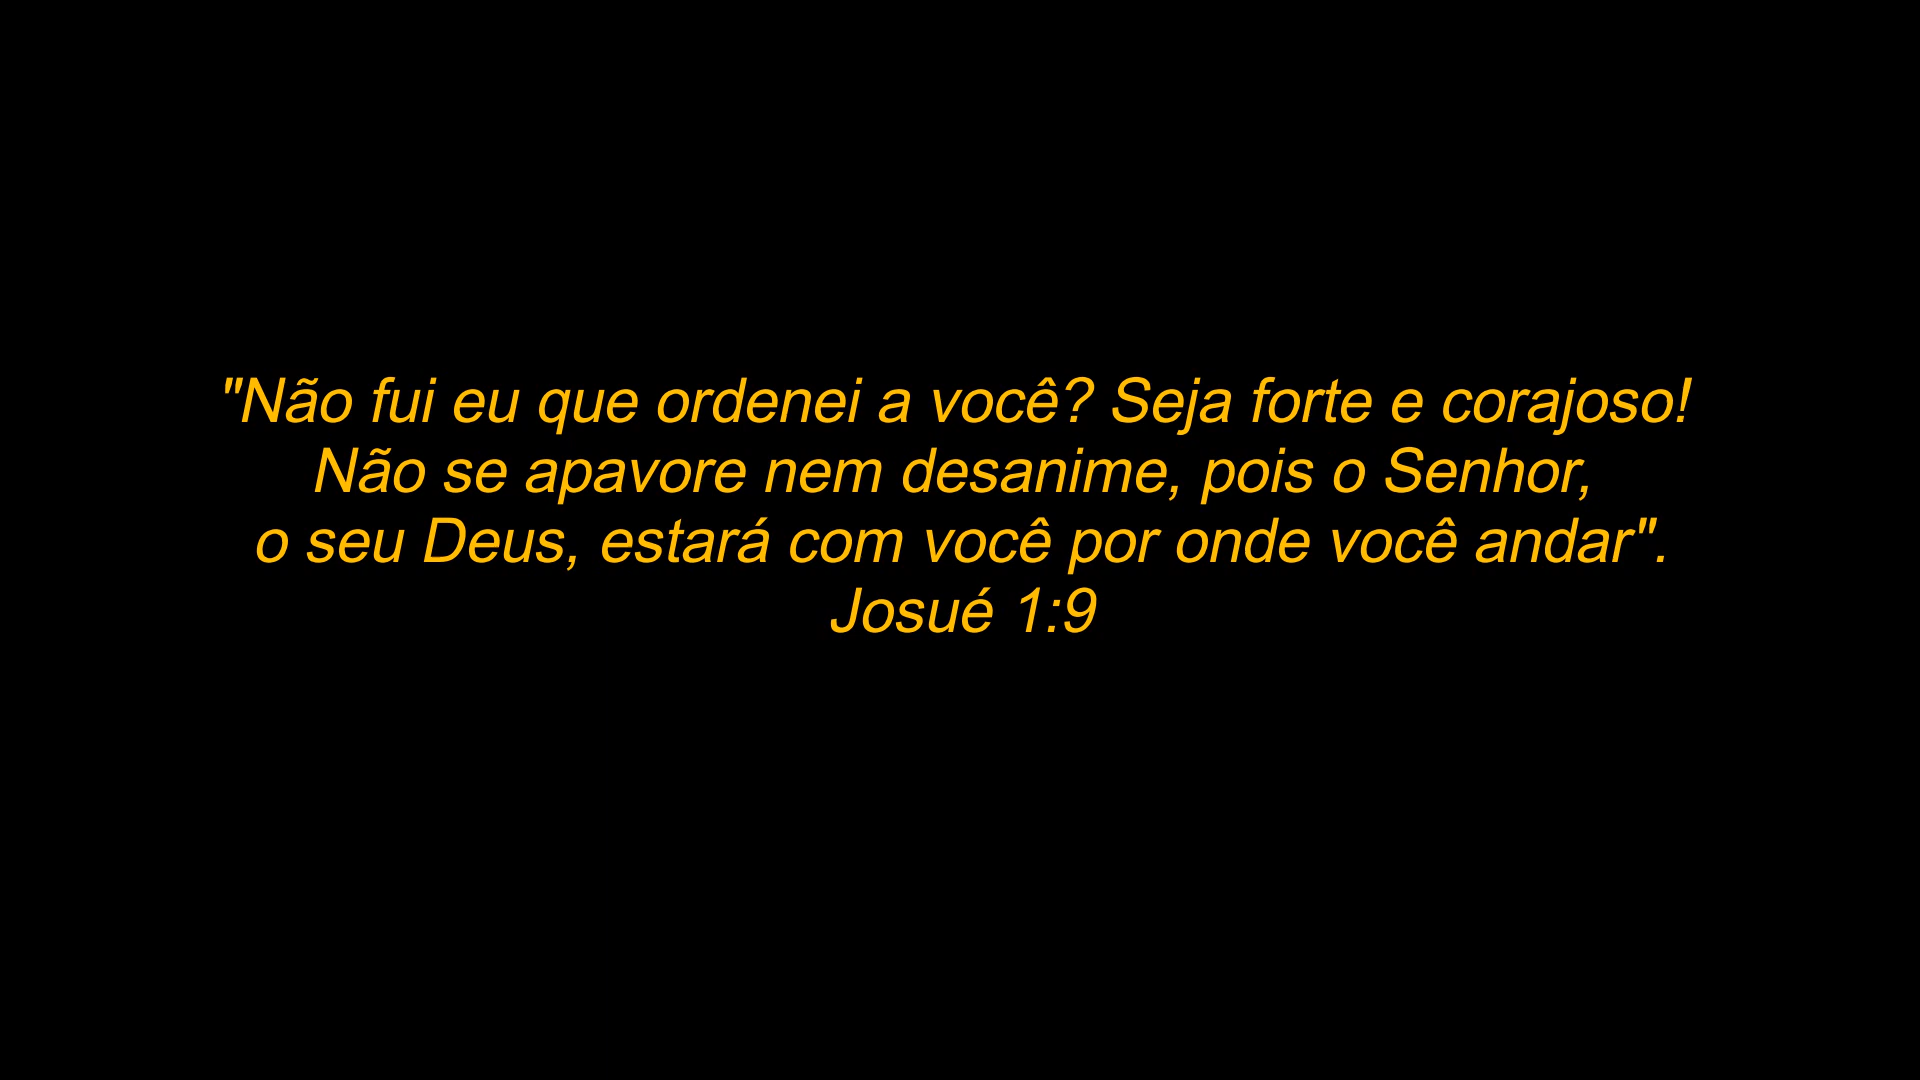 "Não fui eu que ordenei a você? Seja forte e corajoso!
Não se apavore nem desanime, pois o Senhor,
o seu Deus, estará com você por onde você andar".
Josué 1:9